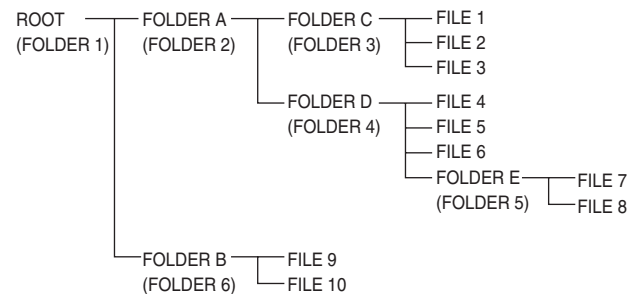 ROOT FOLDER A FOLDER C FILE 1
(FOLDER 1) (FOLDER 2) (FOLDER 3) FILE 2
FILE 3
FOLDER D FILE 4
(FOLDER 4) FILE 5
FILE 6
FOLDER E FILE 7
(FOLDER 5) FILE 8
FOLDER B FILE 9
(FOLDER 6) FILE 10